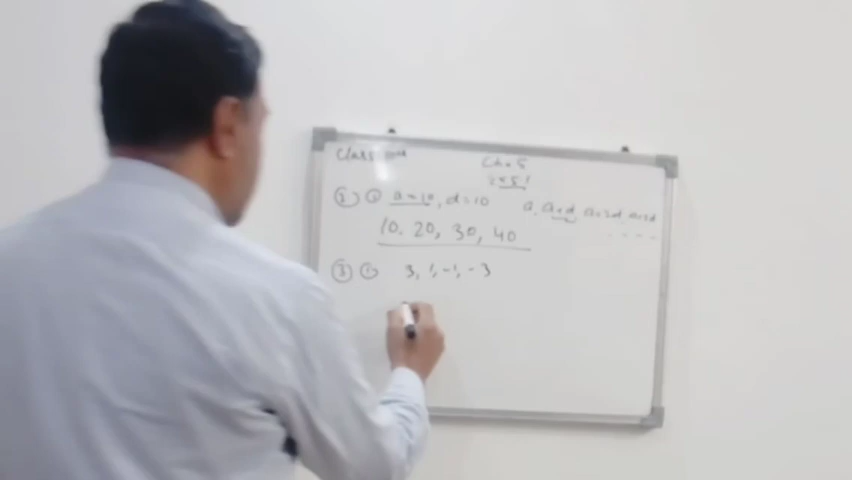 Class
Ch. 5
① a = 10, d = 10
a, a+d, a+2d, a+3d
....
10, 20, 30, 40
3, 1, -1, -3